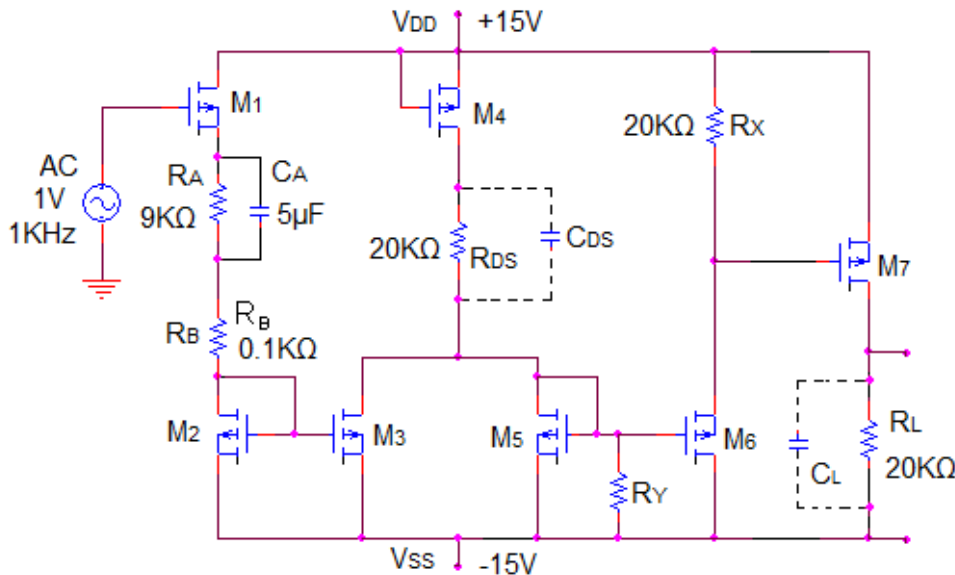 VDD +15V
M1
M4
20KΩ RX
AC
1V
1KHz
RA
9KΩ
CA
5µF
20KΩ
RDS
CDS
M7
RB
RB
0.1KΩ
M2
M3
M5
M6
RY
CL
RL
20KΩ
VSS -15V